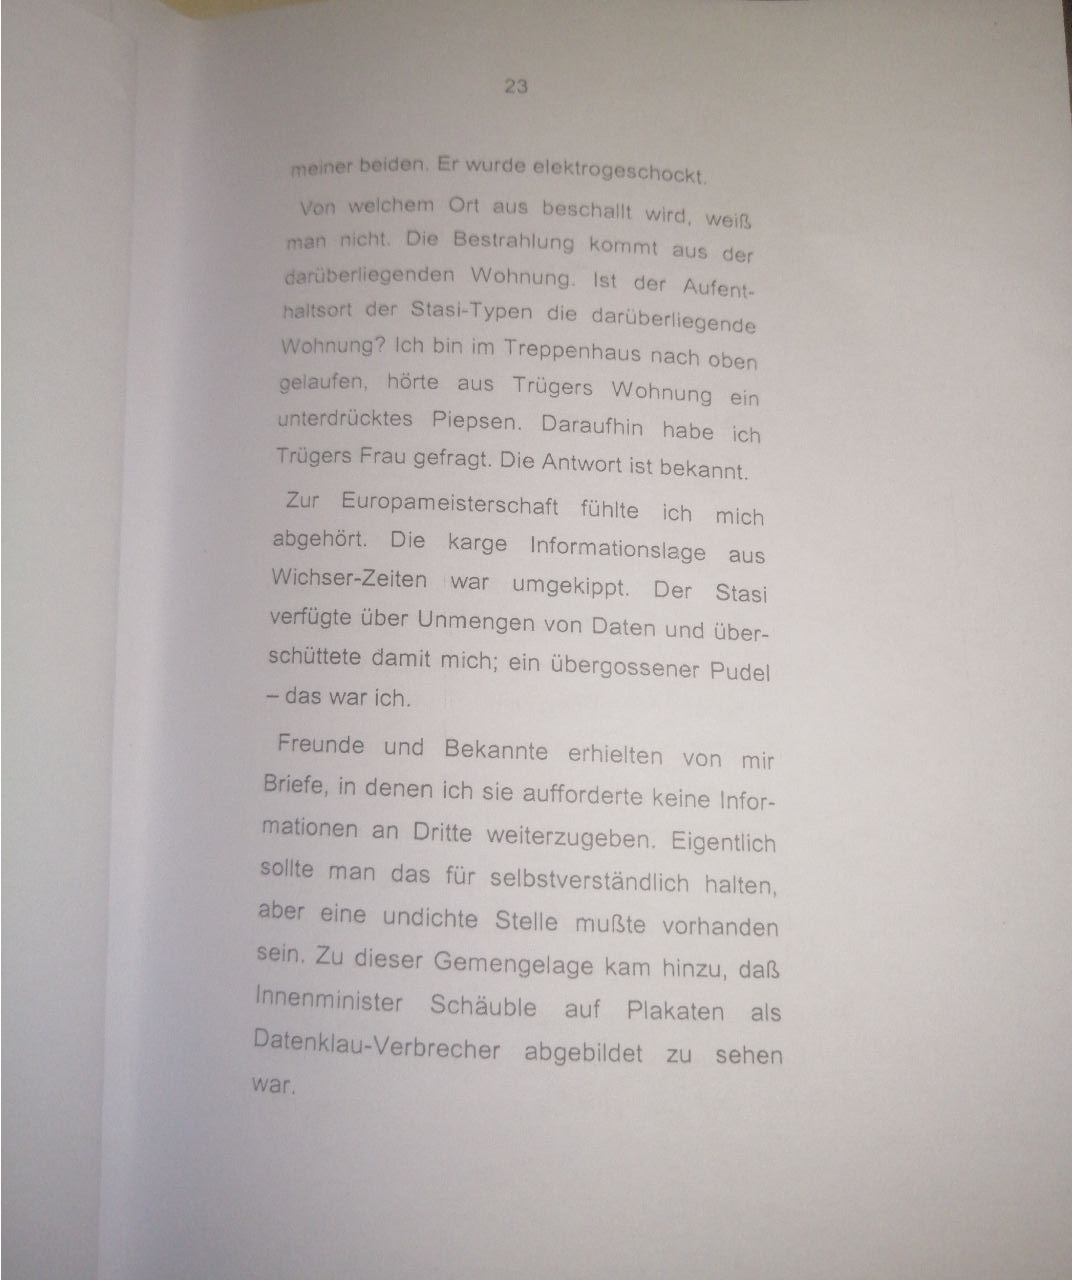 23
meiner beiden. Er wurde elektrogeschockt.
Von welchem Ort aus beschallt wird, weiß
man nicht. Die Bestrahlung kommt aus der
darüberliegenden Wohnung. Ist der Aufent-
haltsort der Stasi-Typen die darüberliegende
Wohnung? Ich bin im Treppenhaus nach oben
gelaufen, hörte aus Trügers Wohnung ein
unterdrücktes Piepsen. Daraufhin habe ich
Trügers Frau gefragt. Die Antwort ist bekannt.
Zur Europameisterschaft fühlte ich mich
abgehört. Die karge Informationslage aus
Wichser-Zeiten war umgekippt. Der Stasi
verfügte über Unmengen von Daten und über-
schüttete damit mich; ein übergossener Pudel
– das war ich.
Freunde und Bekannte erhielten von mir
Briefe, in denen ich sie aufforderte keine Infor-
mationen an Dritte weiterzugeben. Eigentlich
sollte man das für selbstverständlich halten,
aber eine undichte Stelle mußte vorhanden
sein. Zu dieser Gemengelage kam hinzu, daß
Innenminister Schäuble auf Plakaten als
Datenklau-Verbrecher abgebildet zu sehen
war.